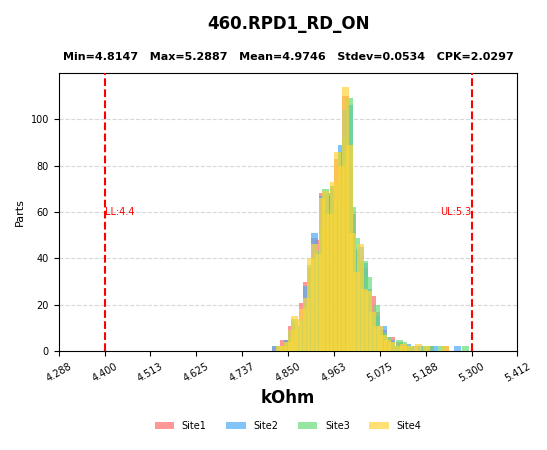 460.RPD1_RD_ON
Min=4.8147 Max=5.2887 Mean=4.9746 Stdev=0.0534 CPK=2.0297
100
80
60
40
20
0
Parts
LL:4.4
UL:5.3
4.288 4.400 4.513 4.625 4.737 4.850 4.963 5.075 5.188 5.300 5.412
kOhm
Site1 Site2 Site3 Site4